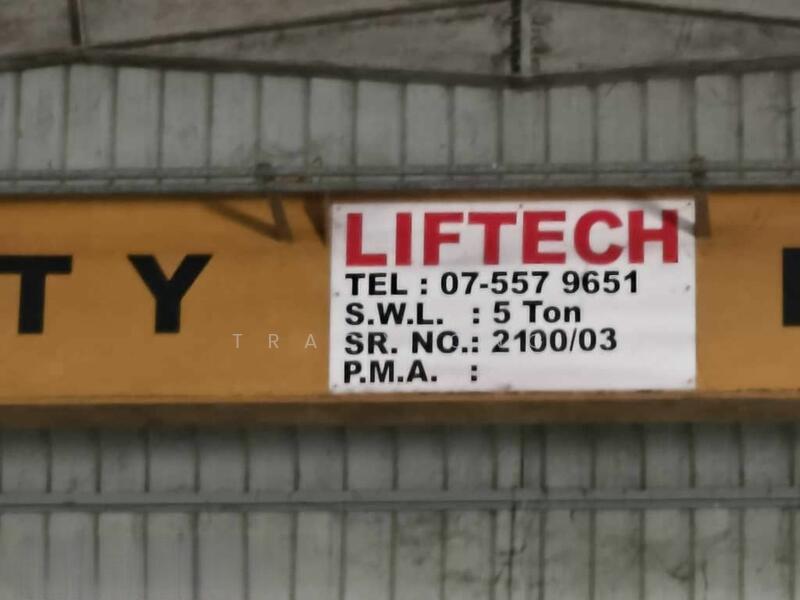 LIFTECH
TEL : 07-557 9651
S.W.L. : 5 Ton
SR. NO.: 2100/03
P.M.A. :
T Y